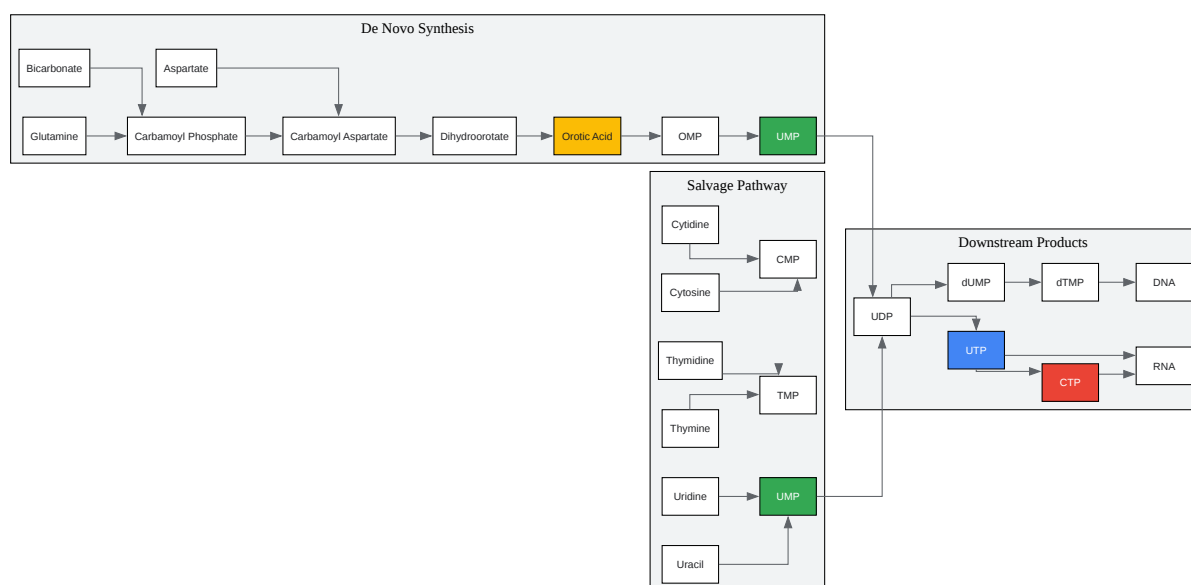 De Novo Synthesis
Bicarbonate
Aspartate
Glutamine
Carbamoyl Phosphate
Carbamoyl Aspartate
Dihydroorotate
Orotic Acid
OMP
UMP
Salvage Pathway
Cytidine
CMP
Cytosine
Thymidine
TMP
Thymine
Uridine
UMP
Uracil
Downstream Products
dUMP
dTMP
DNA
UDP
UTP
CTP
RNA